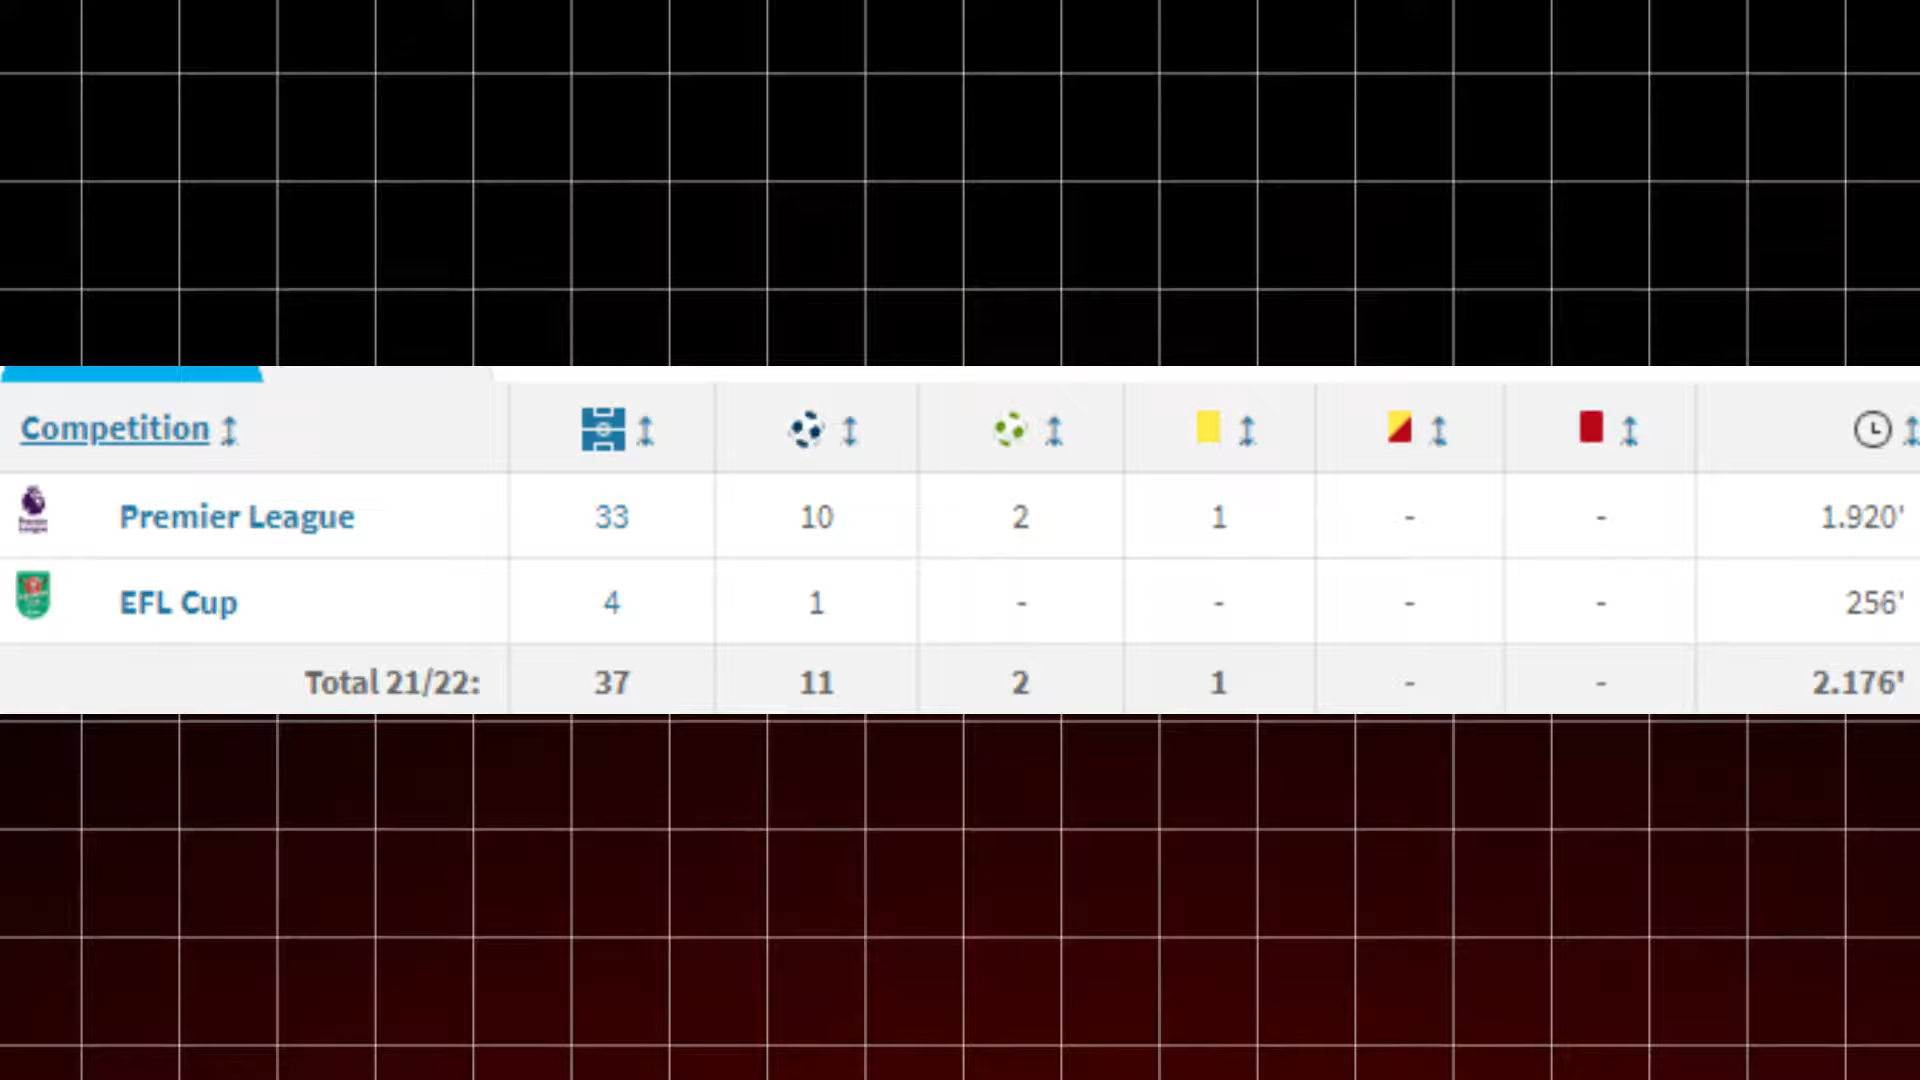 Competition
Premier League 33 10 2 1 - - 1.920'
EFL Cup 4 1 - - - - 256'
Total 21/22: 37 11 2 1 - - 2.176'